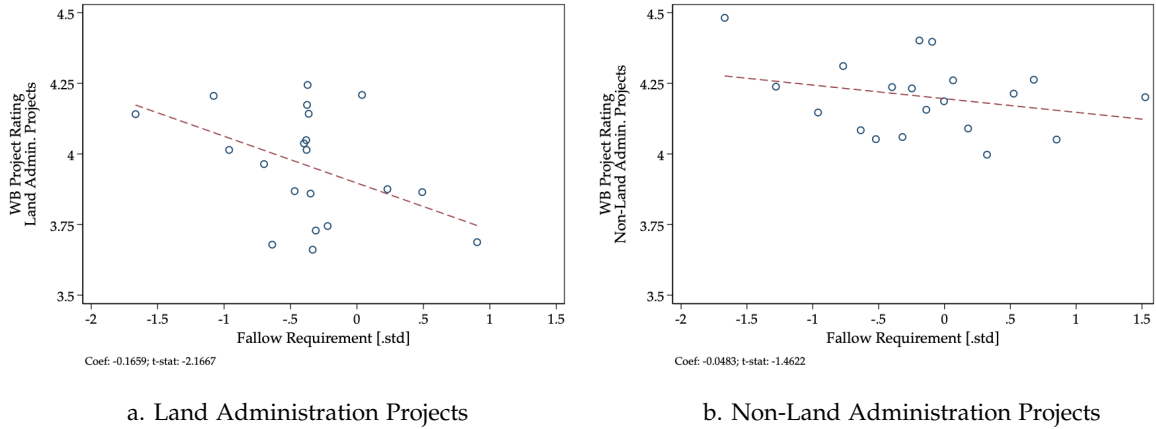 4.5
4.25
4
3.75
3.5
WB Project Rating
Land Admin. Projects
-2 -1.5 -1 -.5 0 .5 1 1.5
Fallow Requirement [.std]
Coef: -0.1659; t-stat: -2.1667
a. Land Administration Projects
4.5
4.25
4
3.75
3.5
WB Project Rating
Non-Land Admin. Projects
-2 -1.5 -1 -.5 0 .5 1 1.5
Fallow Requirement [.std]
Coef: -0.0483; t-stat: -1.4622
b. Non-Land Administration Projects